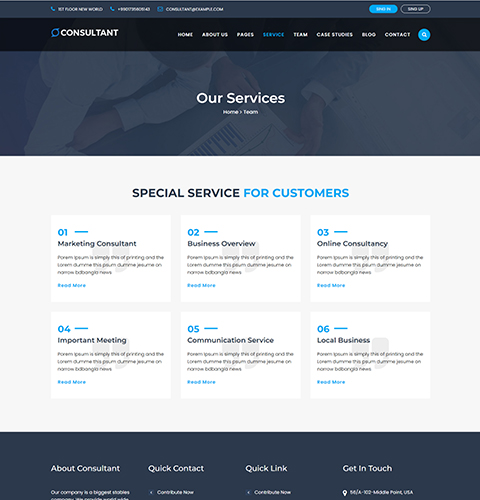 1ST FLOOR NEW WORLD +9901735803143 CONSULTANT@EXAMPLE.COM SING IN SING UP
CONSULTANT HOME ABOUT US PAGES SERVICE TEAM CASE STUDIES BLOG CONTACT
Our Services
Home > Team
SPECIAL SERVICE FOR CUSTOMERS
01
Marketing Consultant
Porem Ipsum is simply this of printing and the
Lorem dumme this psum dummes jesume on
narrow bdbangla news
Read More
02
Business Overview
Porem Ipsum is simply this of printing and the
Lorem dumme this psum dummes jesume on
narrow bdbangla news
Read More
03
Online Consultancy
Porem Ipsum is simply this of printing and the
Lorem dumme this psum dummes jesume on
narrow bdbangla news
Read More
04
Important Meeting
Porem Ipsum is simply this of printing and the
Lorem dumme this psum dummes jesume on
narrow bdbangla news
Read More
05
Communication Service
Porem Ipsum is simply this of printing and the
Lorem dumme this psum dummes jesume on
narrow bdbangla news
Read More
06
Local Business
Porem Ipsum is simply this of printing and the
Lorem dumme this psum dummes jesume on
narrow bdbangla news
Read More
About Consultant
Our company is a biggest stables
company. We provide world wide
Quick Contact
Contribute Now
Quick Link
Contribute Now
Get In Touch
56/A-102-Middle Point, USA